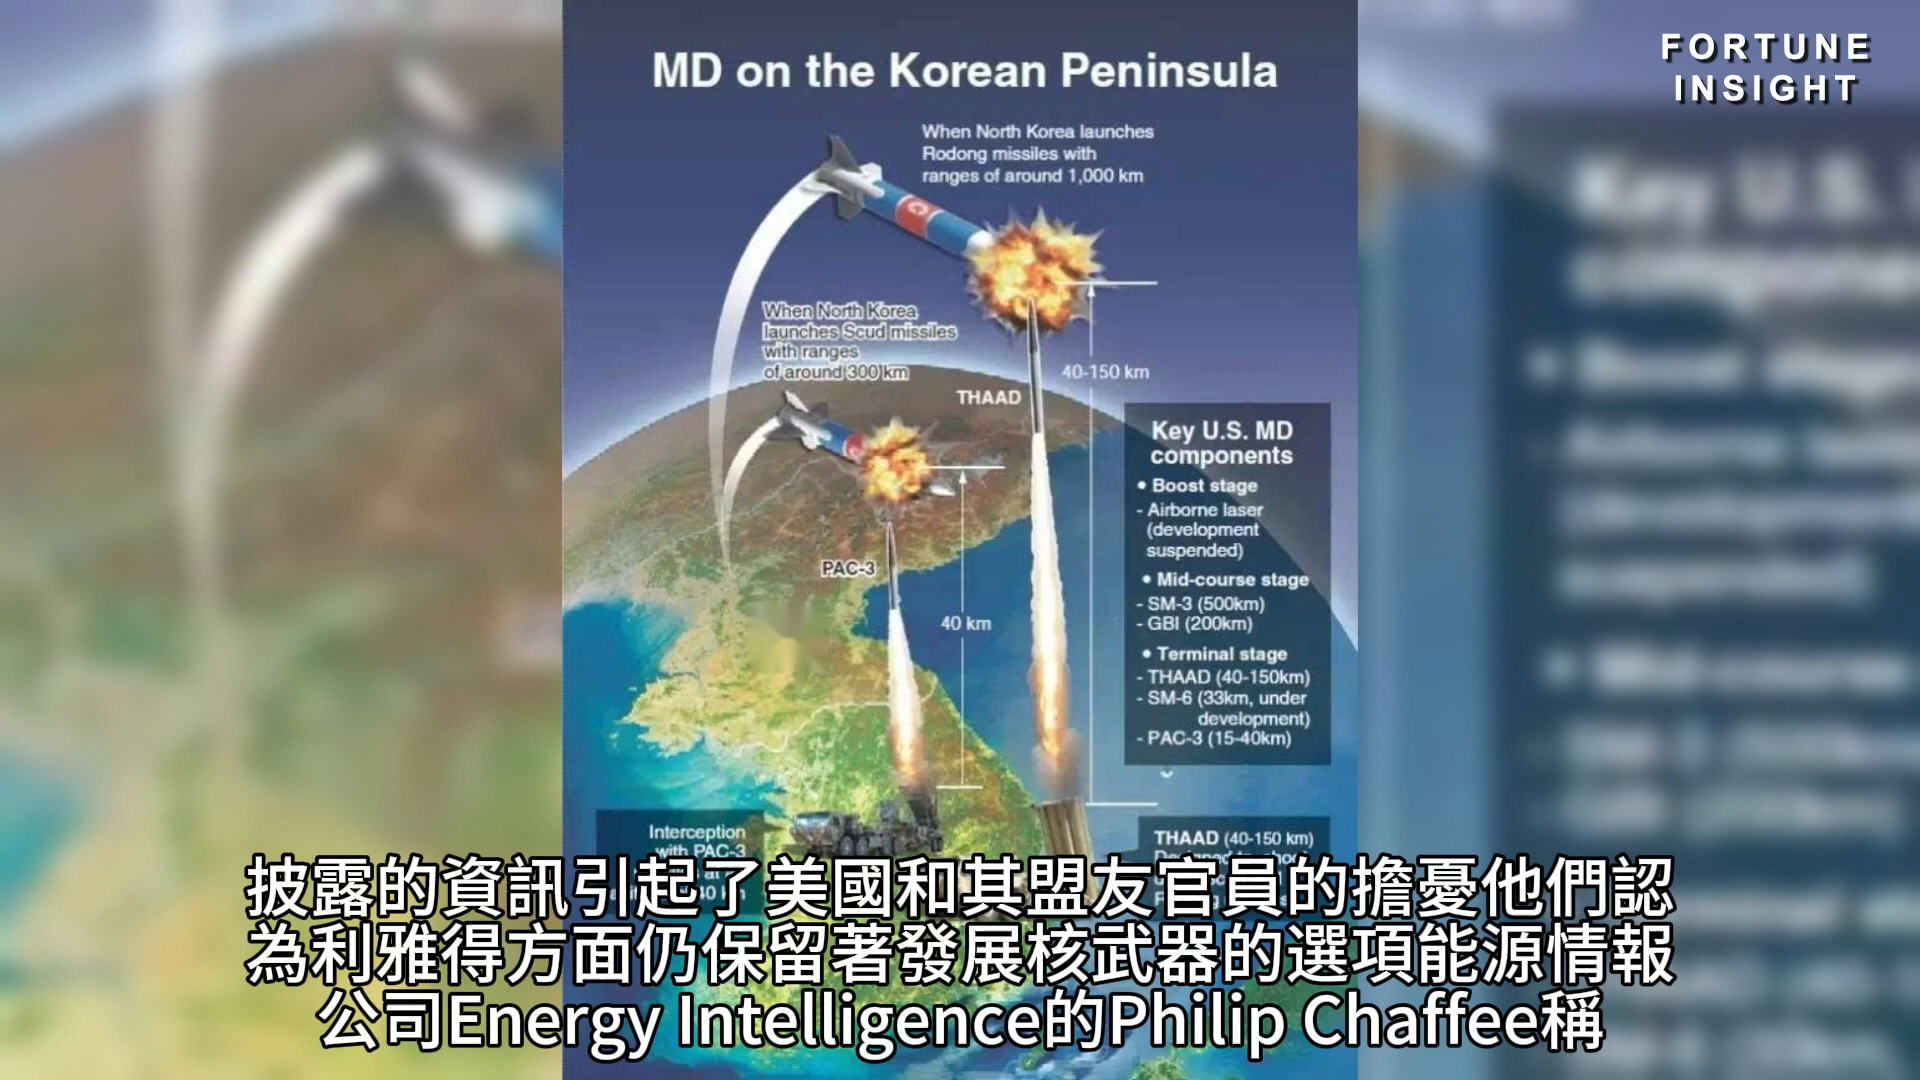 FORTUNE
INSIGHT
MD on the Korean Peninsula
When North Korea launches
Rodong missiles with
ranges of around 1,000 km
When North Korea
launches Scud missiles
with ranges
of around 300 km
40-150 km
THAAD
PAC-3
40 km
Key U.S. MD
components
• Boost stage
- Airborne laser
(development
suspended)
• Mid-course stage
- SM-3 (500km)
- GBI (200km)
• Terminal stage
- THAAD (40-150km)
- SM-6 (33km, under
development)
- PAC-3 (15-40km)
Interception
with PAC-3
40 km
THAAD (40-150 km)
披露的資訊引起了美國和其盟友官員的擔憂他們認
為利雅得方面仍保留著發展核武器的選項能源情報
公司Energy Intelligence的Philip Chaffee稱